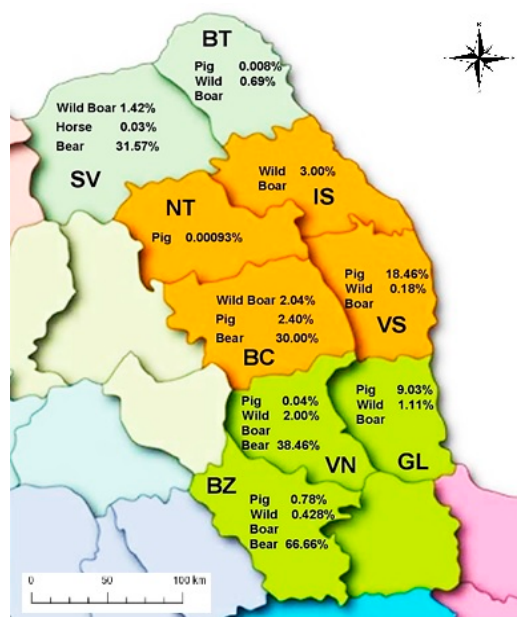 BT
Pig 0.008%
Wild 0.69%
Boar
Wild Boar 1.42%
Horse 0.03%
Bear 31.57%
SV
Wild 3.00%
Boar
IS
NT
Pig 0.00093%
Pig 18.46%
Wild 0.18%
Boar
VS
Wild Boar 2.04%
Pig 2.40%
Bear 30.00%
BC
Pig 0.04%
Wild 2.00%
Boar
Bear 38.46%
VN
Pig 9.03%
Wild 1.11%
Boar
GL
BZ
Pig 0.78%
Wild 0.428%
Boar
Bear 66.66%
0 50 100 km